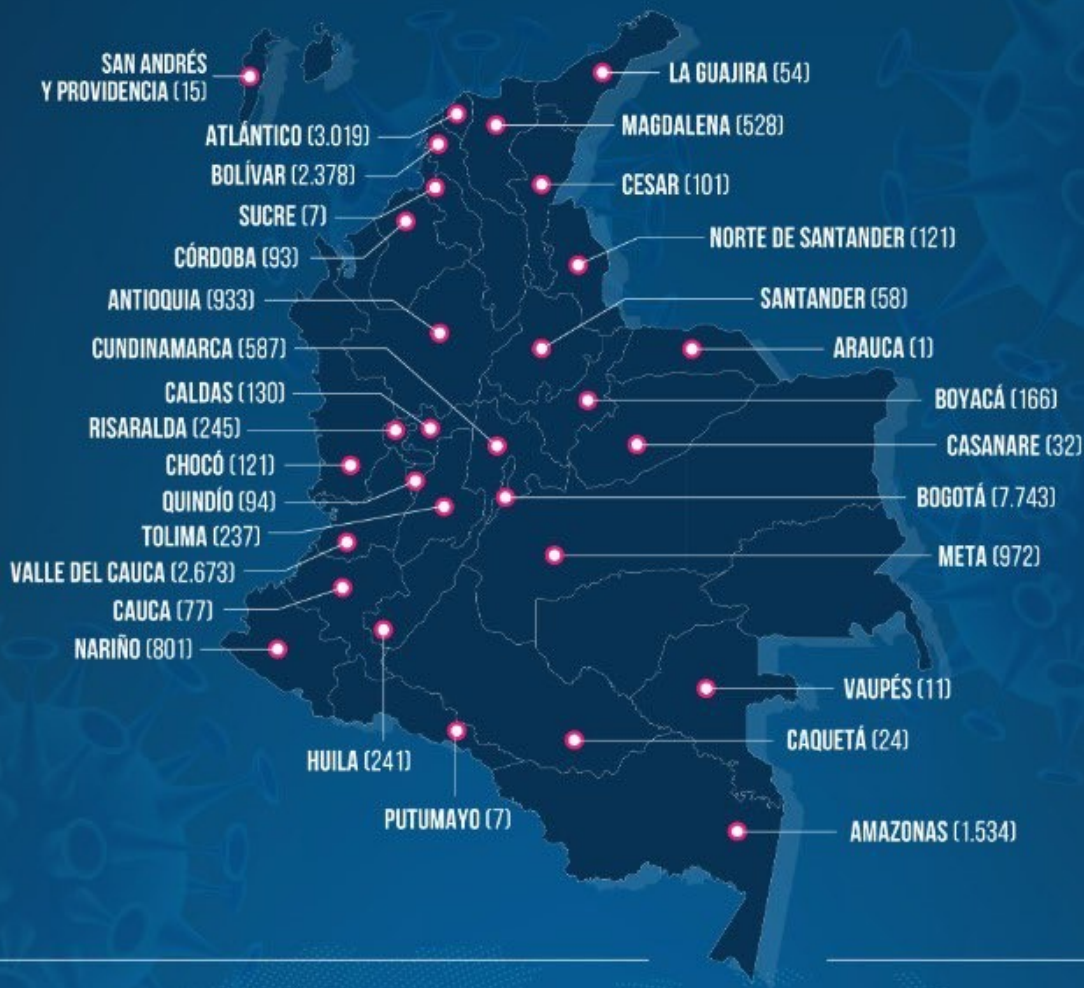 SAN ANDRÉS
Y PROVIDENCIA (15)
ATLÁNTICO (3.019)
BOLÍVAR (2.378)
SUCRE (7)
CÓRDOBA (93)
ANTIOQUIA (933)
CUNDINAMARCA (587)
CALDAS (130)
RISARALDA (245)
CHOCÓ (121)
QUINDÍO (94)
TOLIMA (237)
VALLE DEL CAUCA (2.673)
CAUCA (77)
NARIÑO (801)
HUILA (241)
PUTUMAYO (7)
LA GUAJIRA (54)
MAGDALENA (528)
CESAR (101)
NORTE DE SANTANDER (121)
SANTANDER (58)
ARAUCA (1)
BOYACÁ (166)
CASANARE (32)
BOGOTÁ (7.743)
META (972)
VAUPÉS (11)
CAQUETÁ (24)
AMAZONAS (1.534)